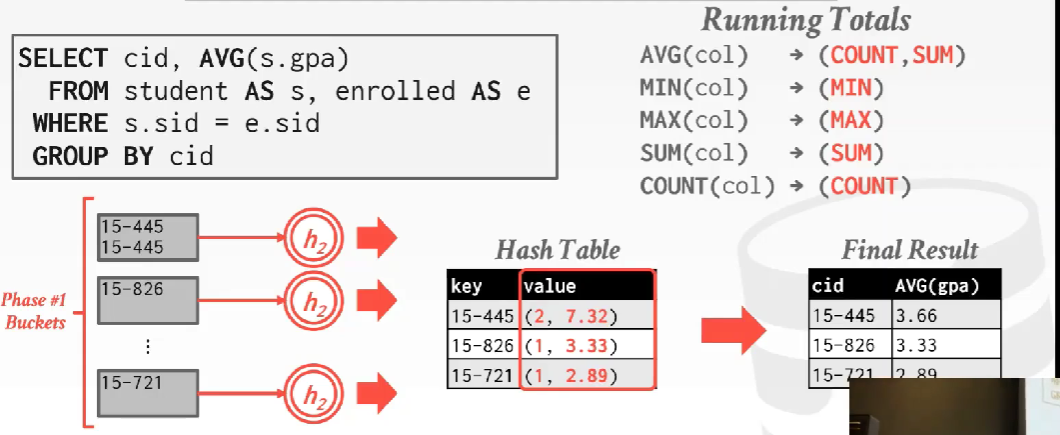 Running Totals
SELECT cid, AVG(s.gpa)
FROM student AS s, enrolled AS e
WHERE s.sid = e.sid
GROUP BY cid
AVG(col) → (COUNT,SUM)
MIN(col) → (MIN)
MAX(col) → (MAX)
SUM(col) → (SUM)
COUNT(col) → (COUNT)
Phase #1
Buckets
15-445
15-445
h2
15-826
h2
⋮
15-721
h2
Hash Table
key value
15-445 (2, 7.32)
15-826 (1, 3.33)
15-721 (1, 2.89)
Final Result
cid AVG(gpa)
15-445 3.66
15-826 3.33
15-721 2.89